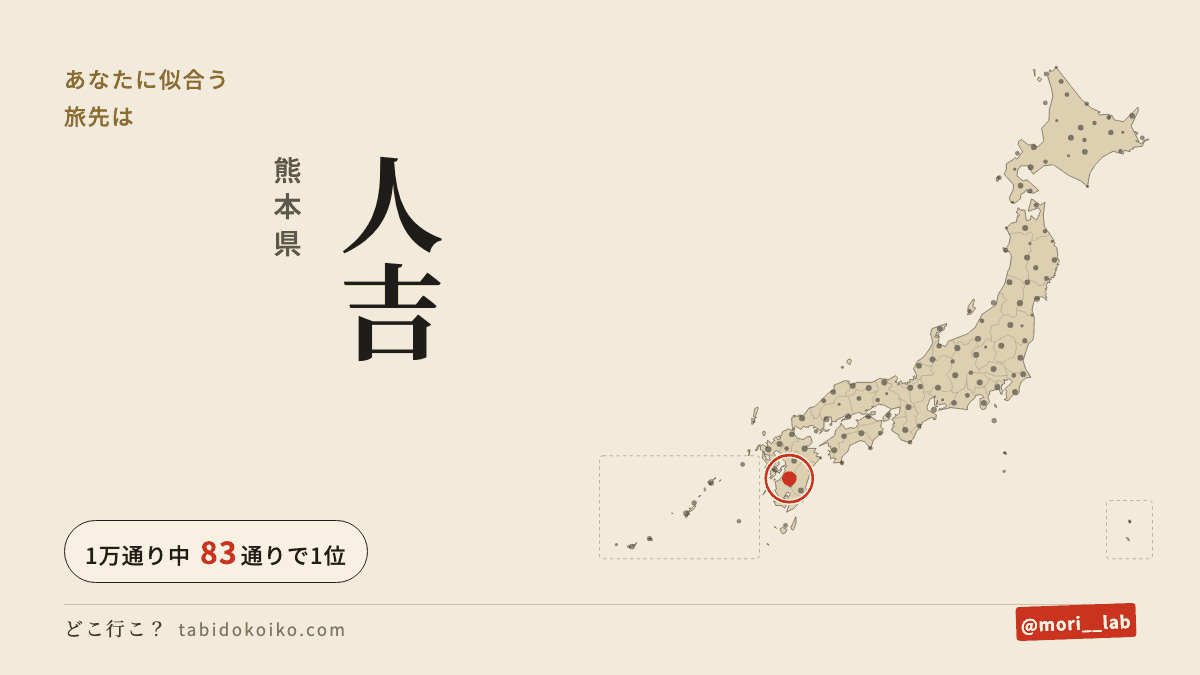 あなたに似合う
旅先は
人吉
熊本県
1万通り中 83通りで1位
どこ行こ？ tabidokoiko.com
@mori__lab